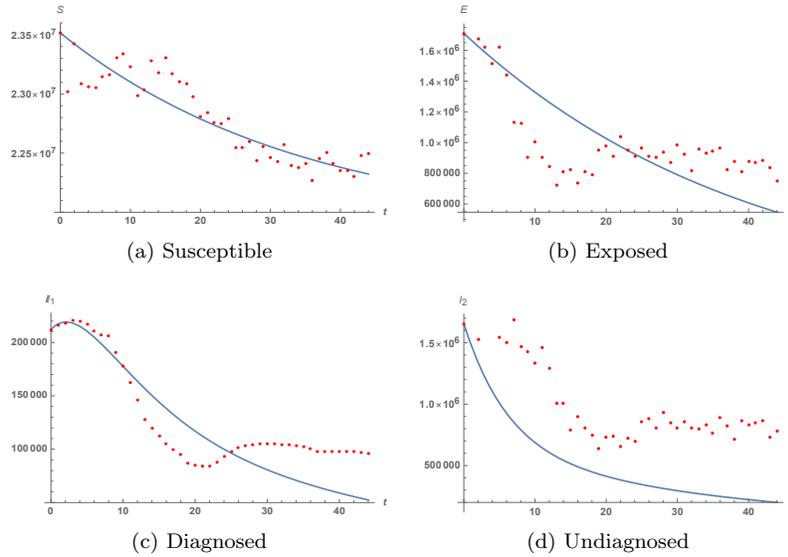 S
2.35×10⁷
2.30×10⁷
2.25×10⁷
0 10 20 30 40 t
(a) Susceptible
E
1.6×10⁶
1.4×10⁶
1.2×10⁶
1.0×10⁶
800 000
600 000
10 20 30 40
(b) Exposed
I₁
200 000
150 000
100 000
0 10 20 30 40 t
(c) Diagnosed
I₂
1.5×10⁶
1.0×10⁶
500 000
10 20 30 40
(d) Undiagnosed